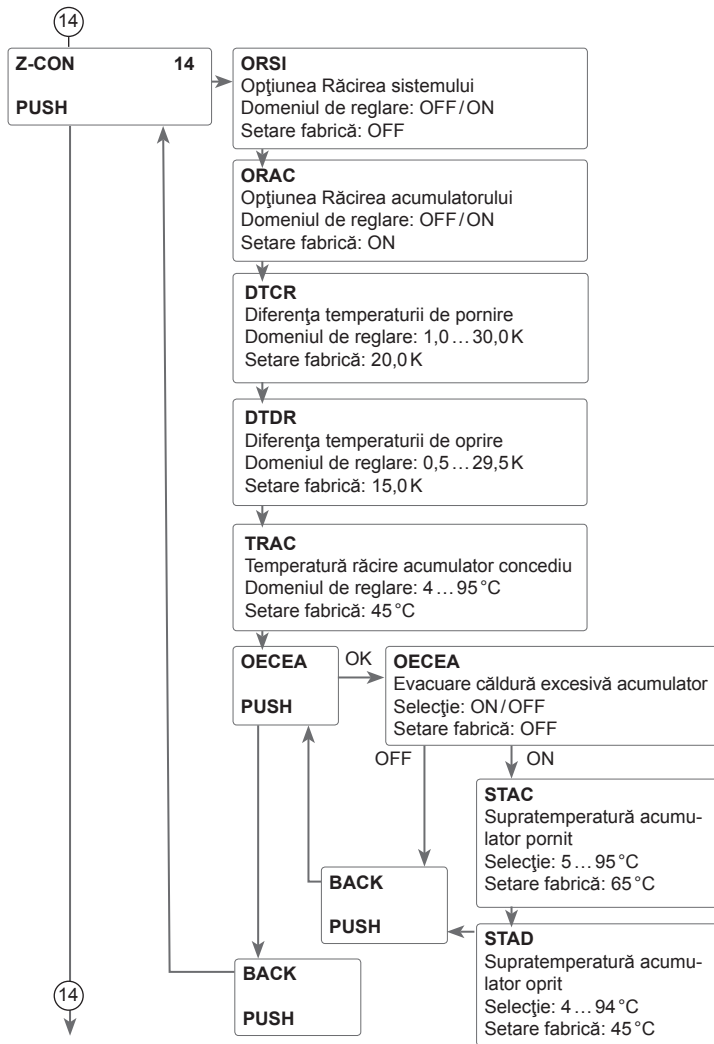 14
Z-CON 14
PUSH
ORSI
Opţiunea Răcirea sistemului
Domeniul de reglare: OFF/ON
Setare fabrică: OFF
ORAC
Opţiunea Răcirea acumulatorului
Domeniul de reglare: OFF/ON
Setare fabrică: ON
DTCR
Diferenţa temperaturii de pornire
Domeniul de reglare: 1,0…30,0K
Setare fabrică: 20,0K
DTDR
Diferenţa temperaturii de oprire
Domeniul de reglare: 0,5…29,5K
Setare fabrică: 15,0K
TRAC
Temperatură răcire acumulator concediu
Domeniul de reglare: 4…95°C
Setare fabrică: 45°C
OECEA
PUSH
OK
OECEA
Evacuare căldură excesivă acumulator
Selecţie: ON/OFF
Setare fabrică: OFF
OFF
ON
STAC
Supratemperatură acumu-
lator pornit
Selecţie: 5…95°C
Setare fabrică: 65°C
BACK
PUSH
STAD
Supratemperatură acumu-
lator oprit
Selecţie: 4…94°C
Setare fabrică: 45°C
BACK
PUSH
14